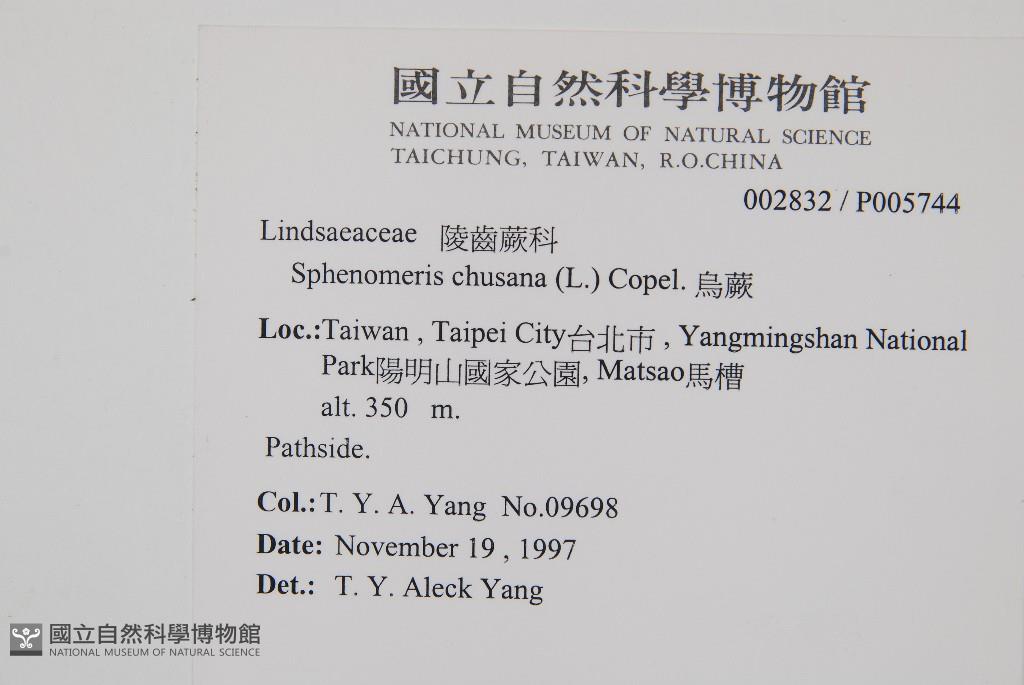 國立自然科學博物館
NATIONAL MUSEUM OF NATURAL SCIENCE
TAICHUNG, TAIWAN, R.O.CHINA
002832 / P005744
Lindsaeaceae 陵齒蕨科
Sphenomeris chusana (L.) Copel. 烏蕨
Loc.:Taiwan , Taipei City台北市 , Yangmingshan National
Park陽明山國家公園, Matsao馬槽
alt. 350 m.
Pathside.
Col.: T. Y. A. Yang No.09698
Date: November 19 , 1997
Det.: T. Y. Aleck Yang
國立自然科學博物館
NATIONAL MUSEUM OF NATURAL SCIENCE